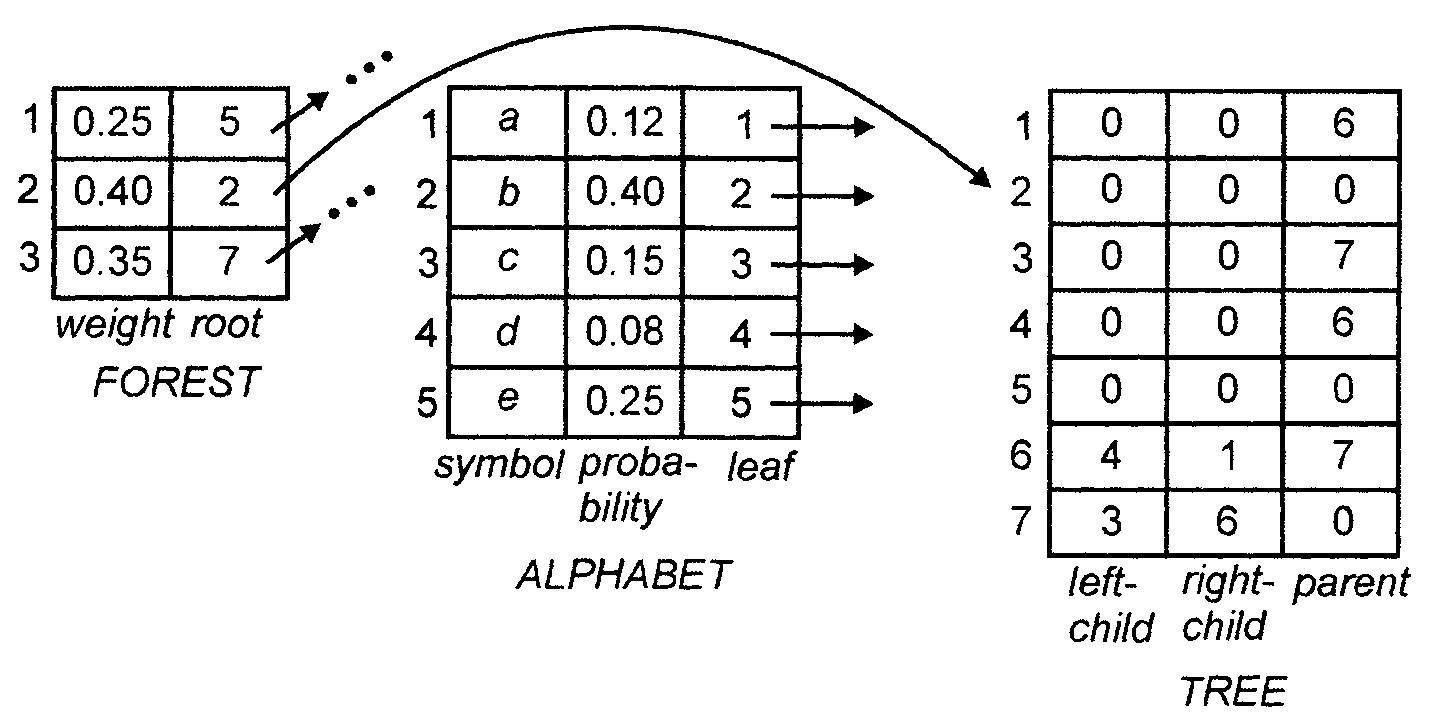 1 0.25 5
2 0.40 2
3 0.35 7
weight root
FOREST
1 a 0.12 1
2 b 0.40 2
3 c 0.15 3
4 d 0.08 4
5 e 0.25 5
symbol proba- leaf
bility
ALPHABET
1 0 0 6
2 0 0 0
3 0 0 7
4 0 0 6
5 0 0 0
6 4 1 7
7 3 6 0
left- right- parent
child child
TREE